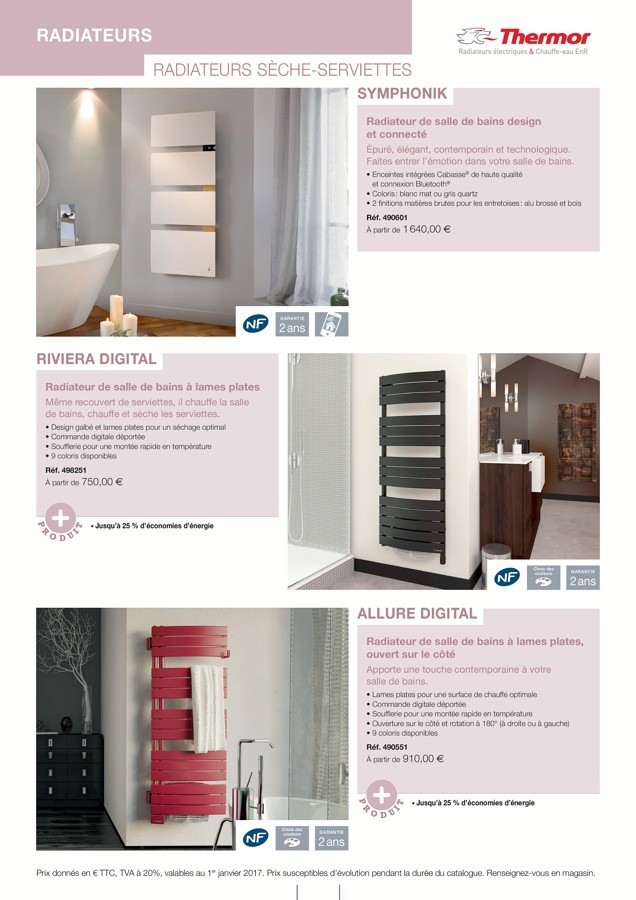 RADIATEURS
Thermor
Radiateurs électriques & Chauffe-eau EnR
RADIATEURS SÈCHE-SERVIETTES
SYMPHONIK
Radiateur de salle de bains design
et connecté
Épuré, élégant, contemporain et technologique.
Faites entrer l'émotion dans votre salle de bains.
• Enceintes intégrées Cabasse® de haute qualité
et connexion Bluetooth®
• Coloris : blanc mat ou gris quartz
• 2 finitions matières brutes pour les entretoises : alu brossé et bois
Réf. 490601
À partir de 1 640,00 €
NF
GARANTIE
2 ans
RIVIERA DIGITAL
Radiateur de salle de bains à lames plates
Même recouvert de serviettes, il chauffe la salle
de bains, chauffe et sèche les serviettes.
• Design galbé et lames plates pour un séchage optimal
• Commande digitale déportée
• Soufflerie pour une montée rapide en température
• 9 coloris disponibles
Réf. 498251
À partir de 750,00 €
PRODUIT +
• Jusqu'à 25 % d'économies d'énergie
NF
Choix des
couleurs
GARANTIE
2 ans
ALLURE DIGITAL
Radiateur de salle de bains à lames plates,
ouvert sur le côté
Apporte une touche contemporaine à votre
salle de bains.
• Lames plates pour une surface de chauffe optimale
• Commande digitale déportée
• Soufflerie pour une montée rapide en température
• Ouverture sur le côté et rotation à 180° (à droite ou à gauche)
• 9 coloris disponibles
Réf. 490551
À partir de 910,00 €
PRODUIT +
• Jusqu'à 25 % d'économies d'énergie
NF
Choix des
couleurs
GARANTIE
2 ans
Prix donnés en € TTC, TVA à 20%, valables au 1er janvier 2017. Prix susceptibles d'évolution pendant la durée du catalogue. Renseignez-vous en magasin.